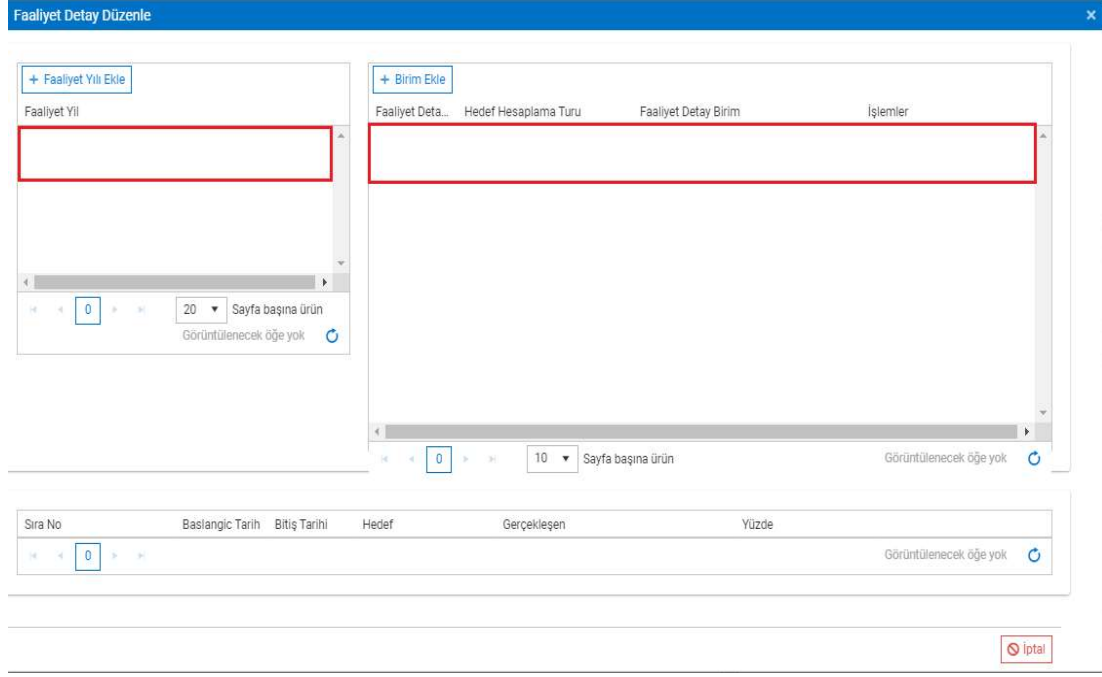 Faaliyet Detay Düzenle
+ Faaliyet Yılı Ekle
Faaliyet Yil
0
20
Sayfa başına ürün
Görüntülenecek öğe yok
+ Birim Ekle
Faaliyet Deta... Hedef Hesaplama Turu Faaliyet Detay Birim İşlemler
0
10
Sayfa başına ürün
Görüntülenecek öğe yok
Sıra No Baslangic Tarih Bitiş Tarihi Hedef Gerçekleşen Yüzde
0
Görüntülenecek öğe yok
İptal